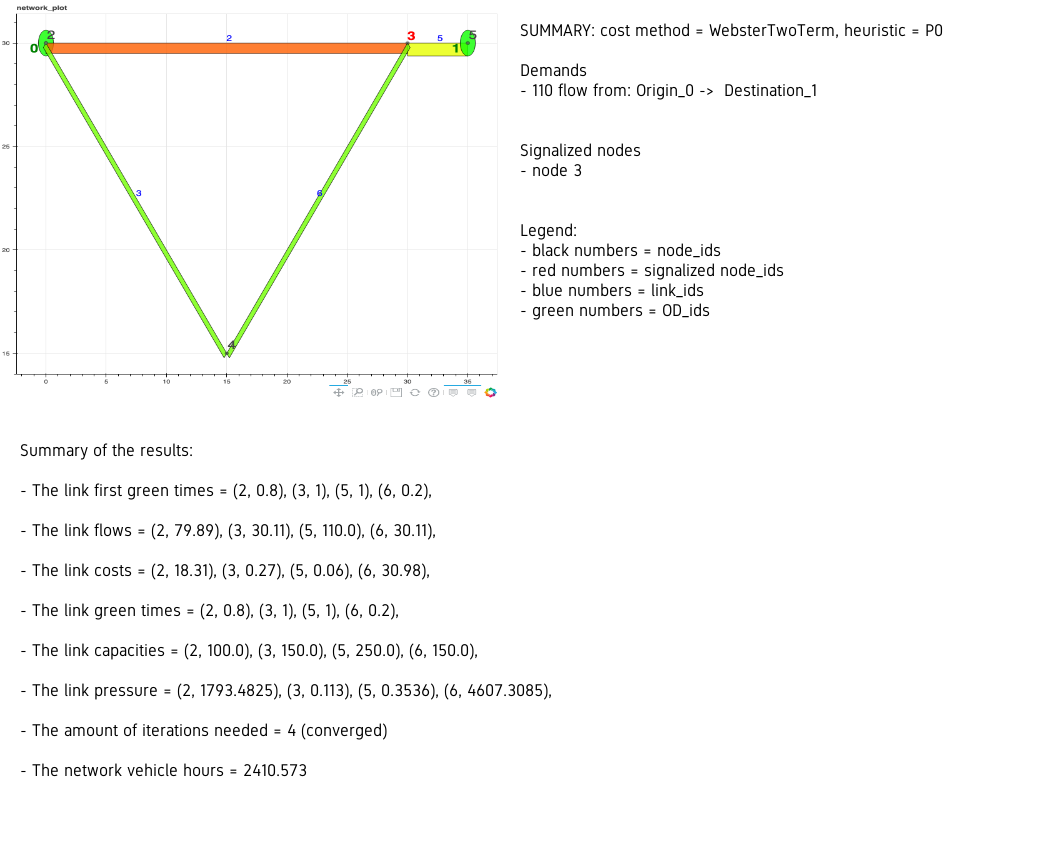 network_plot
30
25
20
15
0
5
10
15
20
25
30
35
0
2
2
3
5
1
5
3
6
4
SUMMARY: cost method = WebsterTwoTerm, heuristic = P0
Demands
- 110 flow from: Origin_0 -> Destination_1
Signalized nodes
- node 3
Legend:
- black numbers = node_ids
- red numbers = signalized node_ids
- blue numbers = link_ids
- green numbers = OD_ids
Summary of the results:
- The link first green times = (2, 0.8), (3, 1), (5, 1), (6, 0.2),
- The link flows = (2, 79.89), (3, 30.11), (5, 110.0), (6, 30.11),
- The link costs = (2, 18.31), (3, 0.27), (5, 0.06), (6, 30.98),
- The link green times = (2, 0.8), (3, 1), (5, 1), (6, 0.2),
- The link capacities = (2, 100.0), (3, 150.0), (5, 250.0), (6, 150.0),
- The link pressure = (2, 1793.4825), (3, 0.113), (5, 0.3536), (6, 4607.3085),
- The amount of iterations needed = 4 (converged)
- The network vehicle hours = 2410.573